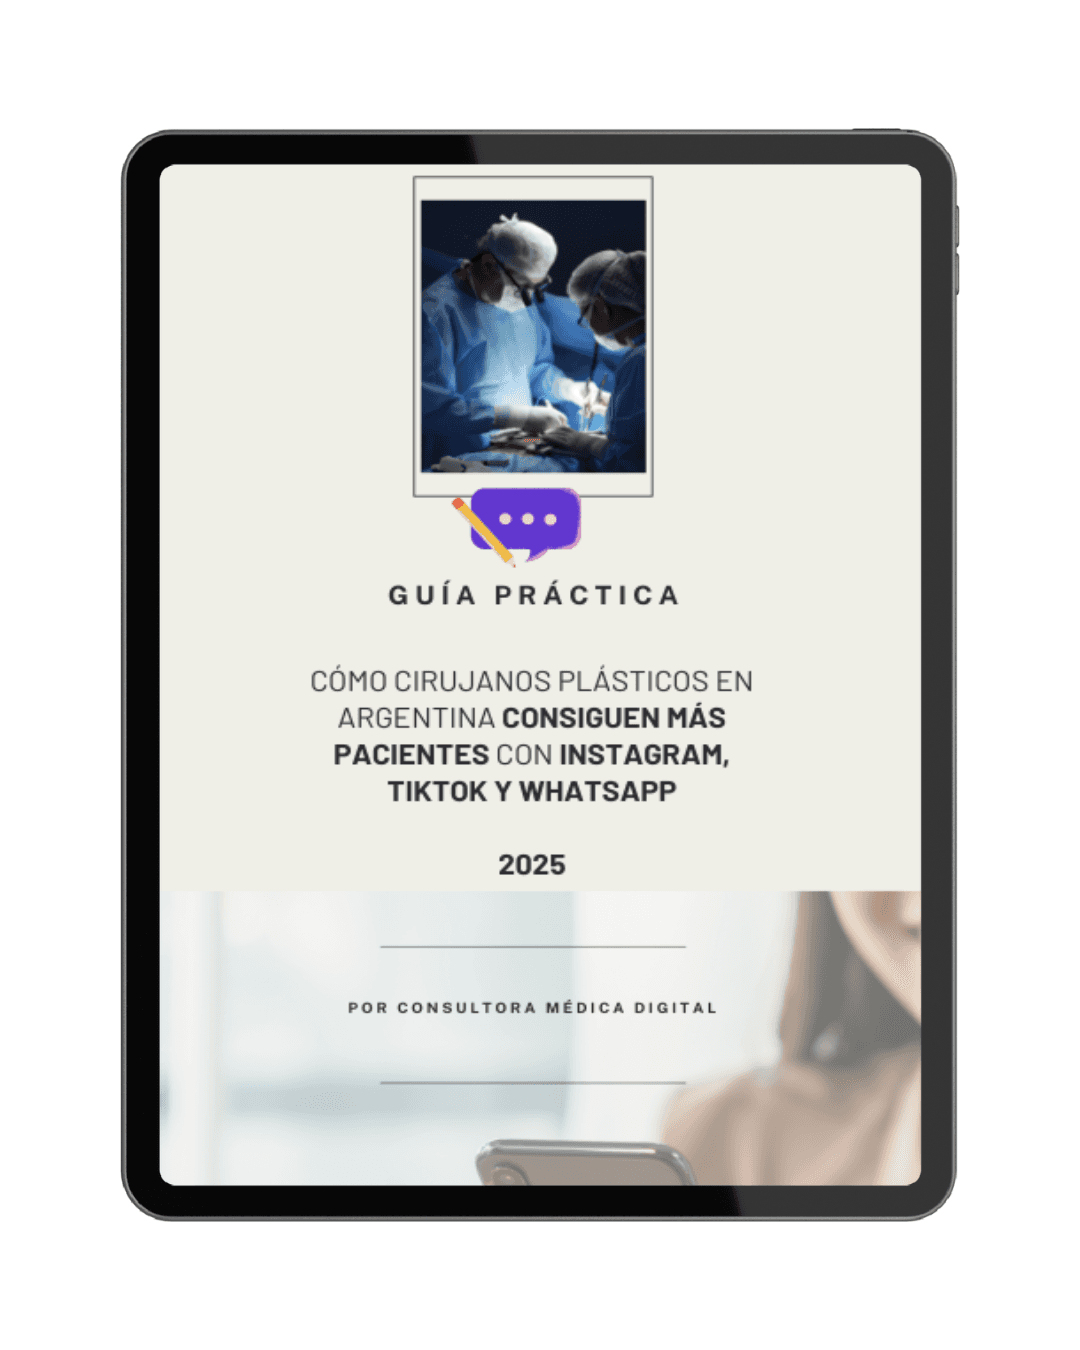 GUÍA PRÁCTICA
CÓMO CIRUJANOS PLÁSTICOS EN
ARGENTINA CONSIGUEN MÁS
PACIENTES CON INSTAGRAM,
TIKTOK Y WHATSAPP
2025
POR CONSULTORA MÉDICA DIGITAL